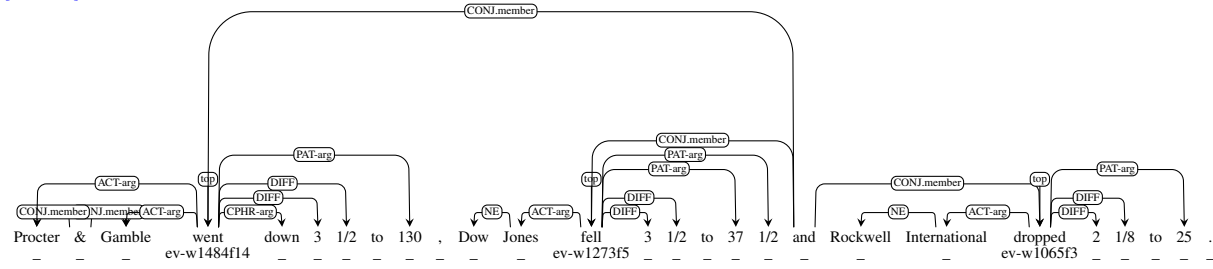 CONJ.member
CONJ.member
PAT-arg PAT-arg
PAT-arg PAT-arg
ACT-arg top DIFF top CONJ.member top
DIFF DIFF DIFF
CONJ.member NJ.membe ACT-arg CPHR-arg NE ACT-arg DIFF NE ACT-arg DIFF
Procter & Gamble went down 3 1/2 to 130 , Dow Jones fell 3 1/2 to 37 1/2 and Rockwell International dropped 2 1/8 to 25 .
_ _ _ ev-w1484f14 _ _ _ _ _ _ _ _ ev-w1273f5 _ _ _ _ _ _ _ _ ev-w1065f3 _ _ _ _ _